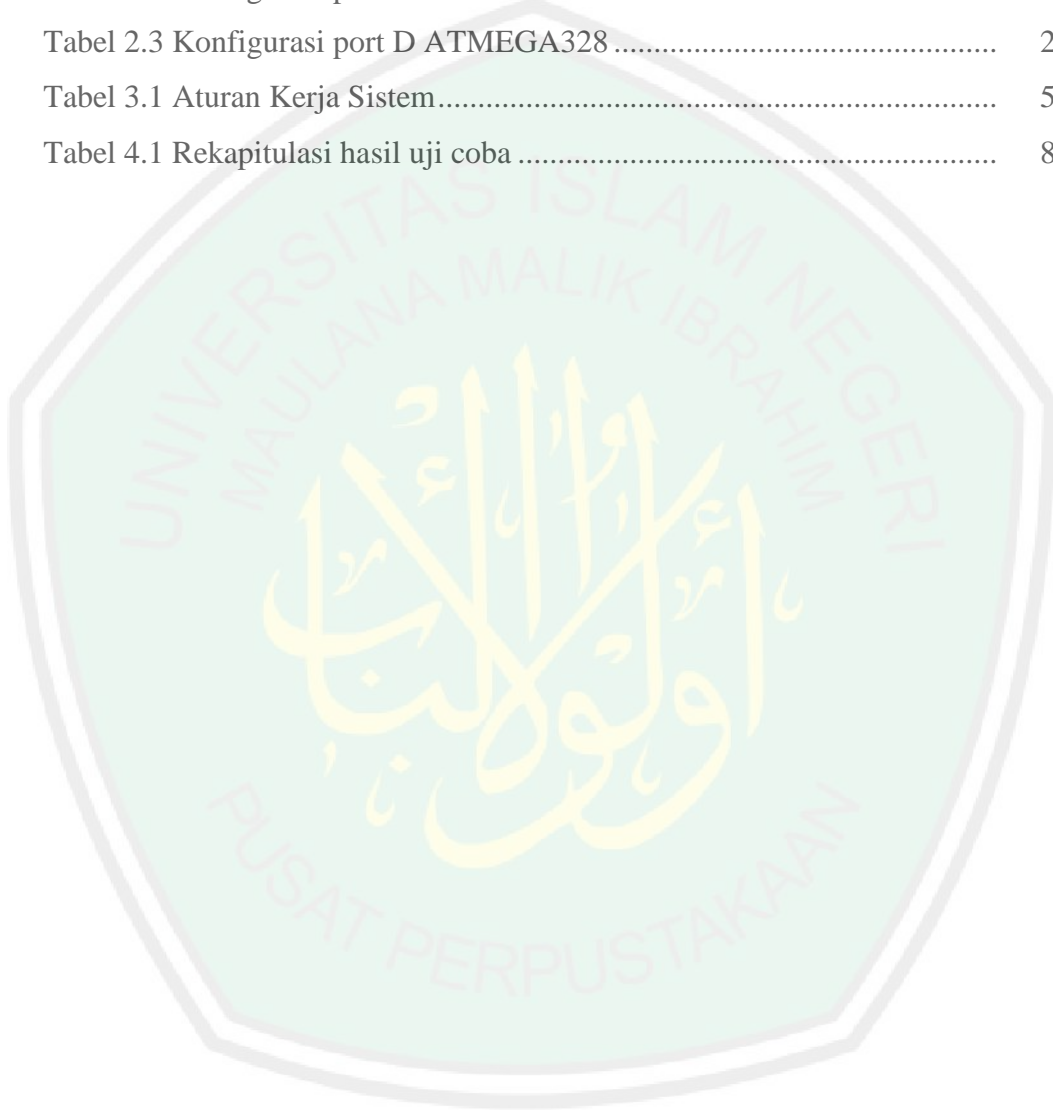 Tabel 2.3 Konfigurasi port D ATMEGA328 ............................................ 2
Tabel 3.1 Aturan Kerja Sistem ................................................................ 5
Tabel 4.1 Rekapitulasi hasil uji coba ....................................................... 8
UNIVERSITAS ISLAM NEGERI
MAULANA MALIK IBRAHIM
أولوا الألباب
PUSAT PERPUSTAKAAN